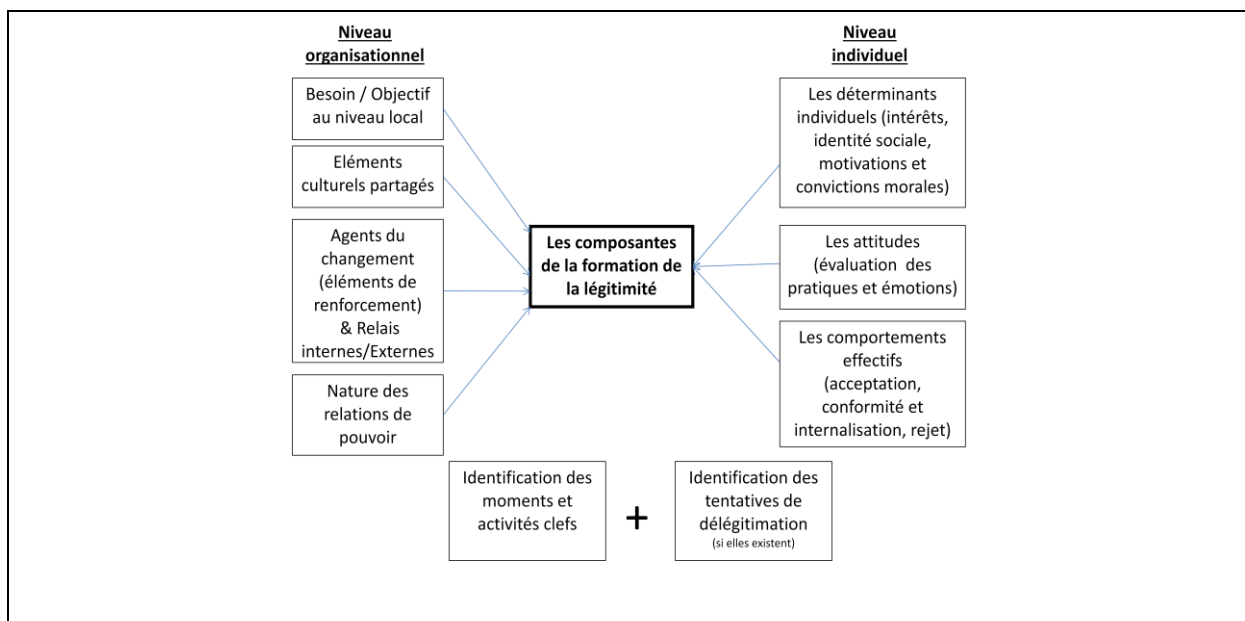 Niveau
organisationnel
Besoin / Objectif
au niveau local
Eléments
culturels partagés
Agents du
changement
(éléments de
renforcement)
& Relais
internes/Externes
Nature des
relations de
pouvoir
Les composantes
de la formation de
la légitimité
Niveau
individuel
Les déterminants
individuels (intérêts,
identité sociale,
motivations et
convictions morales)
Les attitudes
(évaluation des
pratiques et émotions)
Les comportements
effectifs
(acceptation,
conformité et
internalisation, rejet)
Identification des
moments et
activités clefs
+
Identification des
tentatives de
délégitimation
(si elles existent)